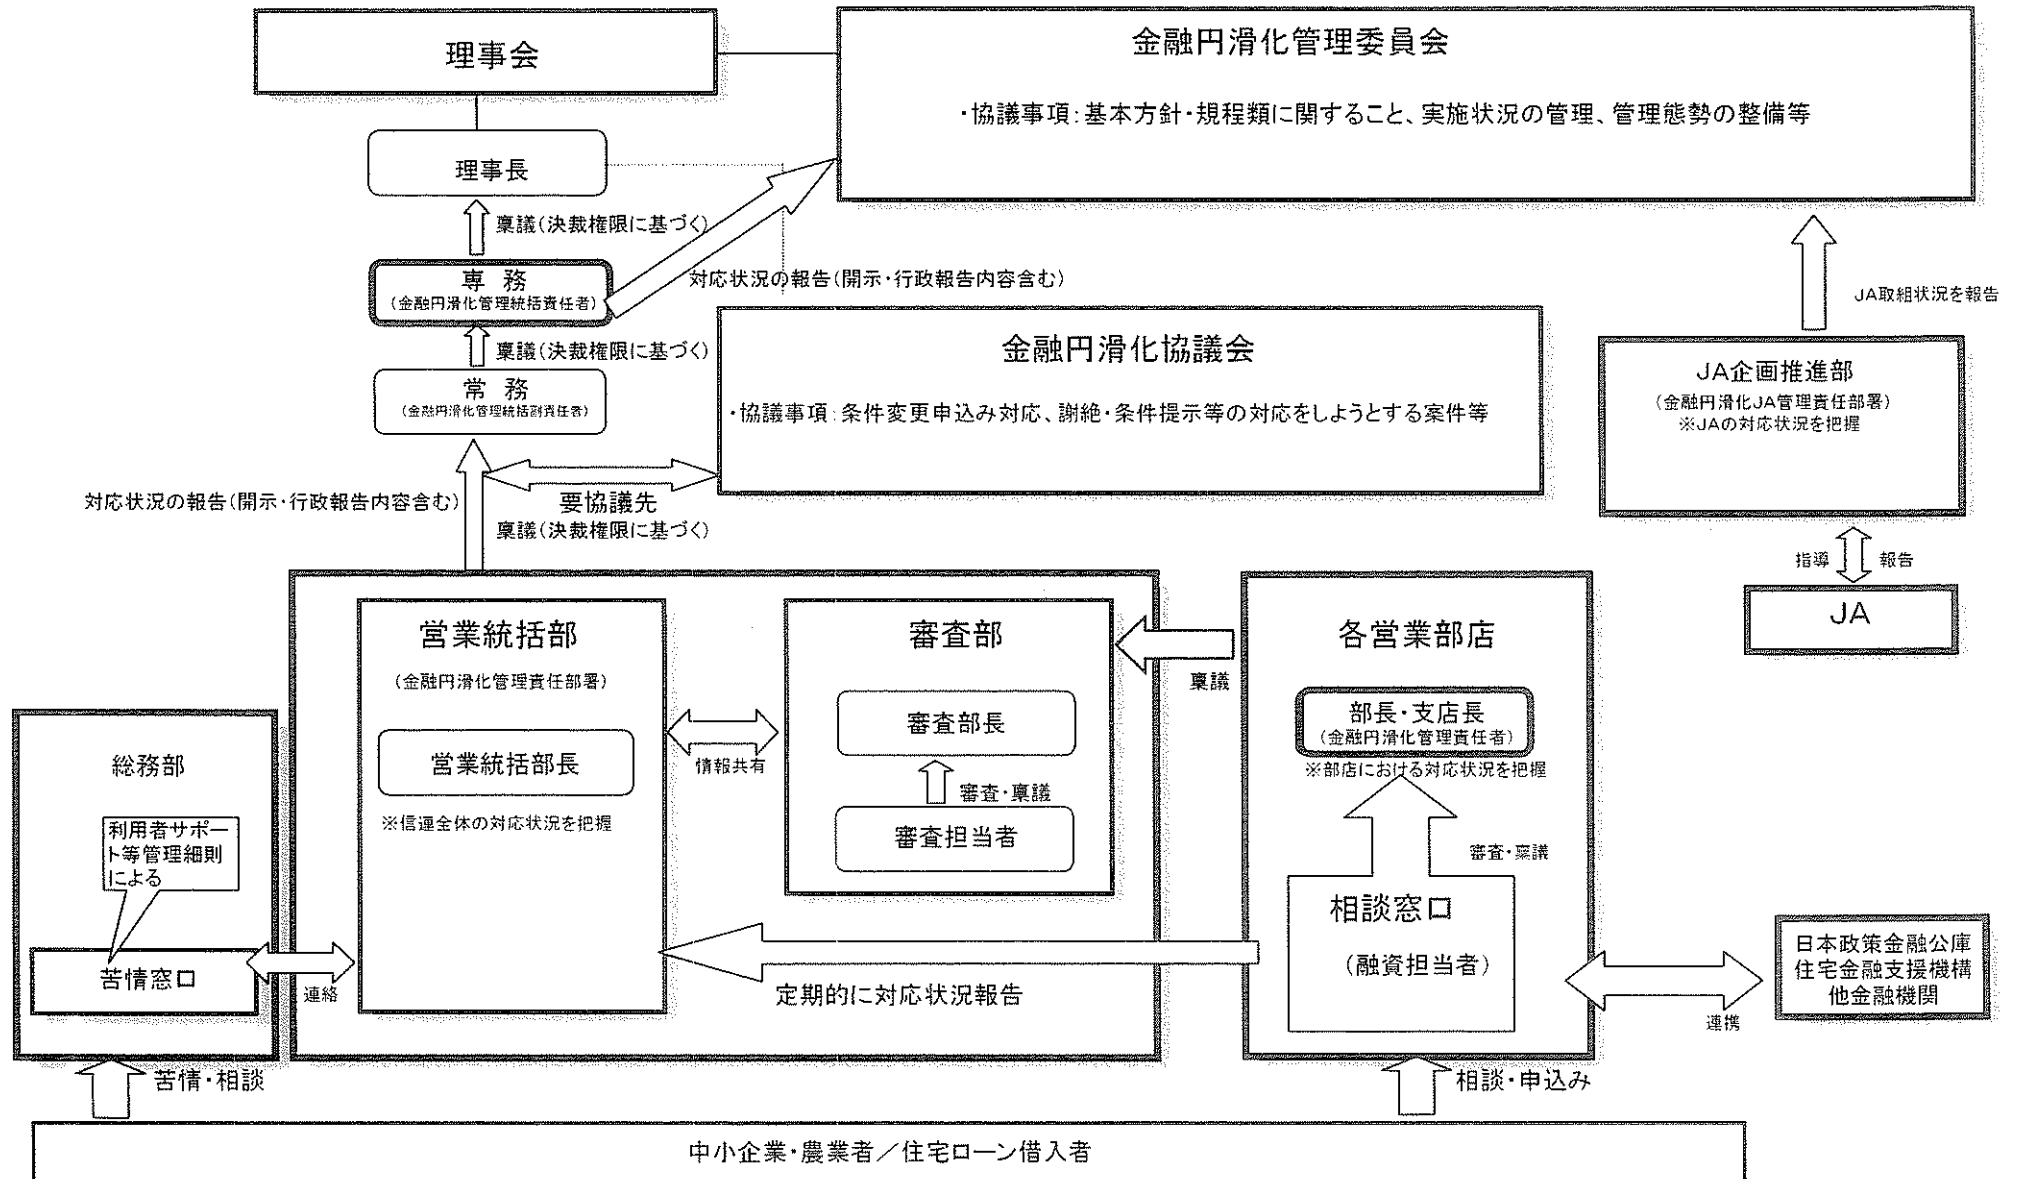 理事会
金融円滑化管理委員会
・協議事項：基本方針・規程類に関すること、実施状況の管理、管理態勢の整備等
理事長
稟議（決裁権限に基づく）
専 務
（金融円滑化管理統括責任者）
対応状況の報告（開示・行政報告内容含む）
JA取組状況を報告
稟議（決裁権限に基づく）
金融円滑化協議会
・協議事項：条件変更申込み対応、謝絶・条件提示等の対応をしようとする案件等
常 務
（金融円滑化管理統括副責任者）
JA企画推進部
（金融円滑化JA管理責任部署）
※JAの対応状況を把握
対応状況の報告（開示・行政報告内容含む）
要協議先
稟議（決裁権限に基づく）
指導
報告
JA
営業統括部
（金融円滑化管理責任部署）
営業統括部長
※信連全体の対応状況を把握
情報共有
審査部
審査部長
審査・稟議
審査担当者
稟議
各営業部店
部長・支店長
（金融円滑化管理責任者）
※部店における対応状況を把握
審査・稟議
相談窓口
（融資担当者）
総務部
利用者サポー
ト等管理細則
による
苦情窓口
連絡
定期的に対応状況報告
日本政策金融公庫
住宅金融支援機構
他金融機関
連携
苦情・相談
相談・申込み
中小企業・農業者／住宅ローン借入者